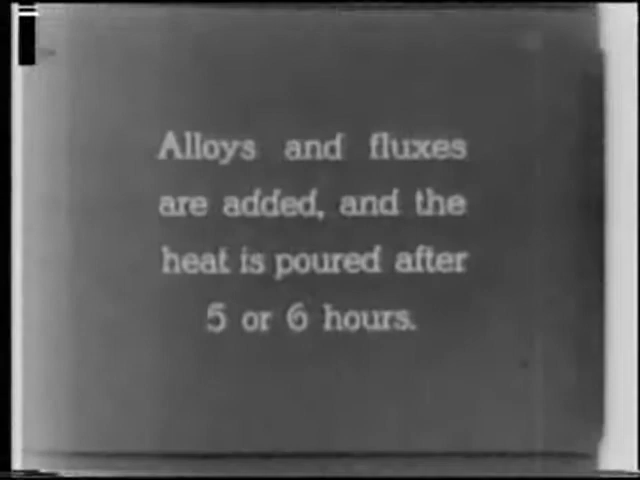 Alloys and fluxes
are added, and the
heat is poured after
5 or 6 hours.